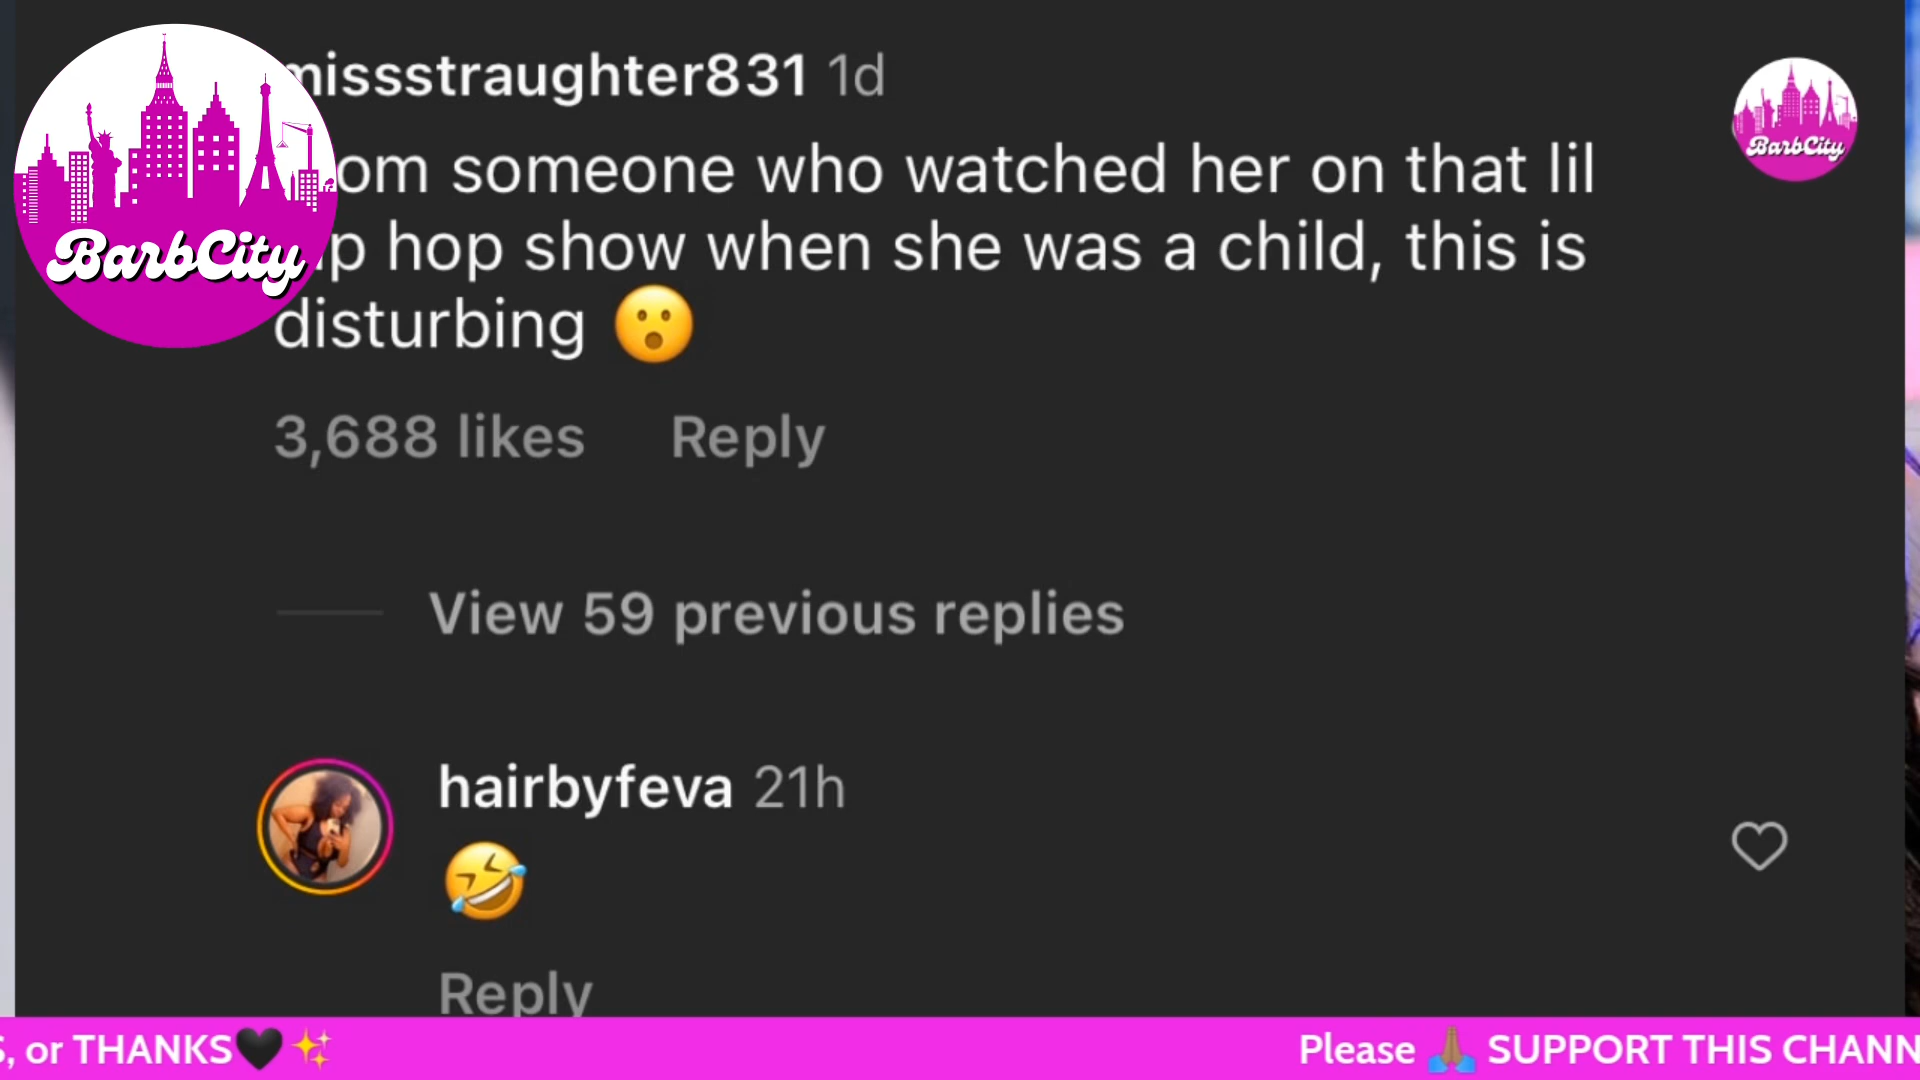 missstraughter831 1d
BarbCity
om someone who watched her on that lil
p hop show when she was a child, this is
BarbCity
disturbing 😮
3,688 likes Reply
View 59 previous replies
hairbyfeva 21h
🤣
Reply
S, or THANKS🖤✨ Please 🙏🏾 SUPPORT THIS CHANN